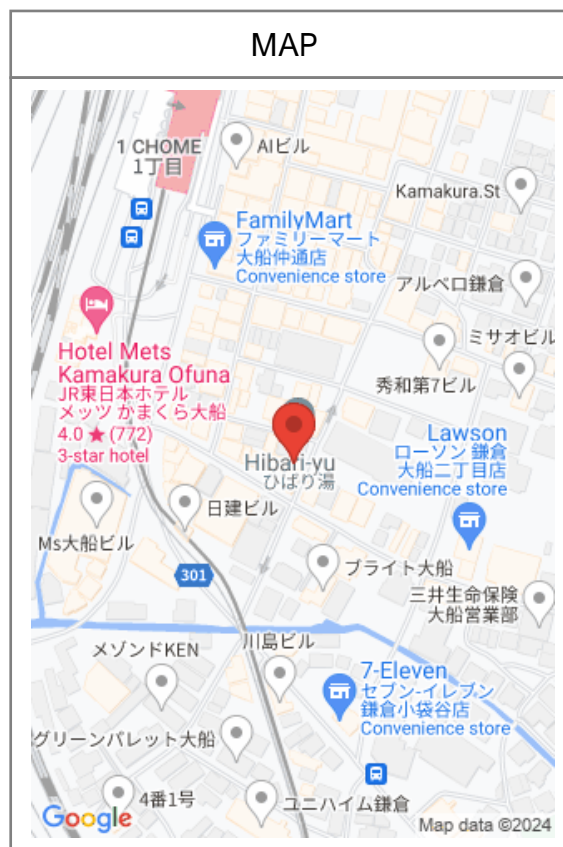 MAP
1 CHOME
1丁目
AIビル
Kamakura.St
FamilyMart
ファミリーマート
大船仲通店
Convenience store
アルベロ鎌倉
ミサオビル
Hotel Mets
Kamakura Ofuna
JR東日本ホテル
メッツ かまくら大船
4.0 ★ (772)
3-star hotel
秀和第7ビル
Lawson
ローソン 鎌倉
大船二丁目店
Convenience store
Hibari-yu
ひばり湯
日建ビル
Ms大船ビル
301
ブライト大船
三井生命保険
大船営業部
川島ビル
メゾンドKEN
7-Eleven
セブン-イレブン
鎌倉小袋谷店
Convenience store
グリーンバレット大船
4番1号
ユニハイム鎌倉
Google
Map data ©2024